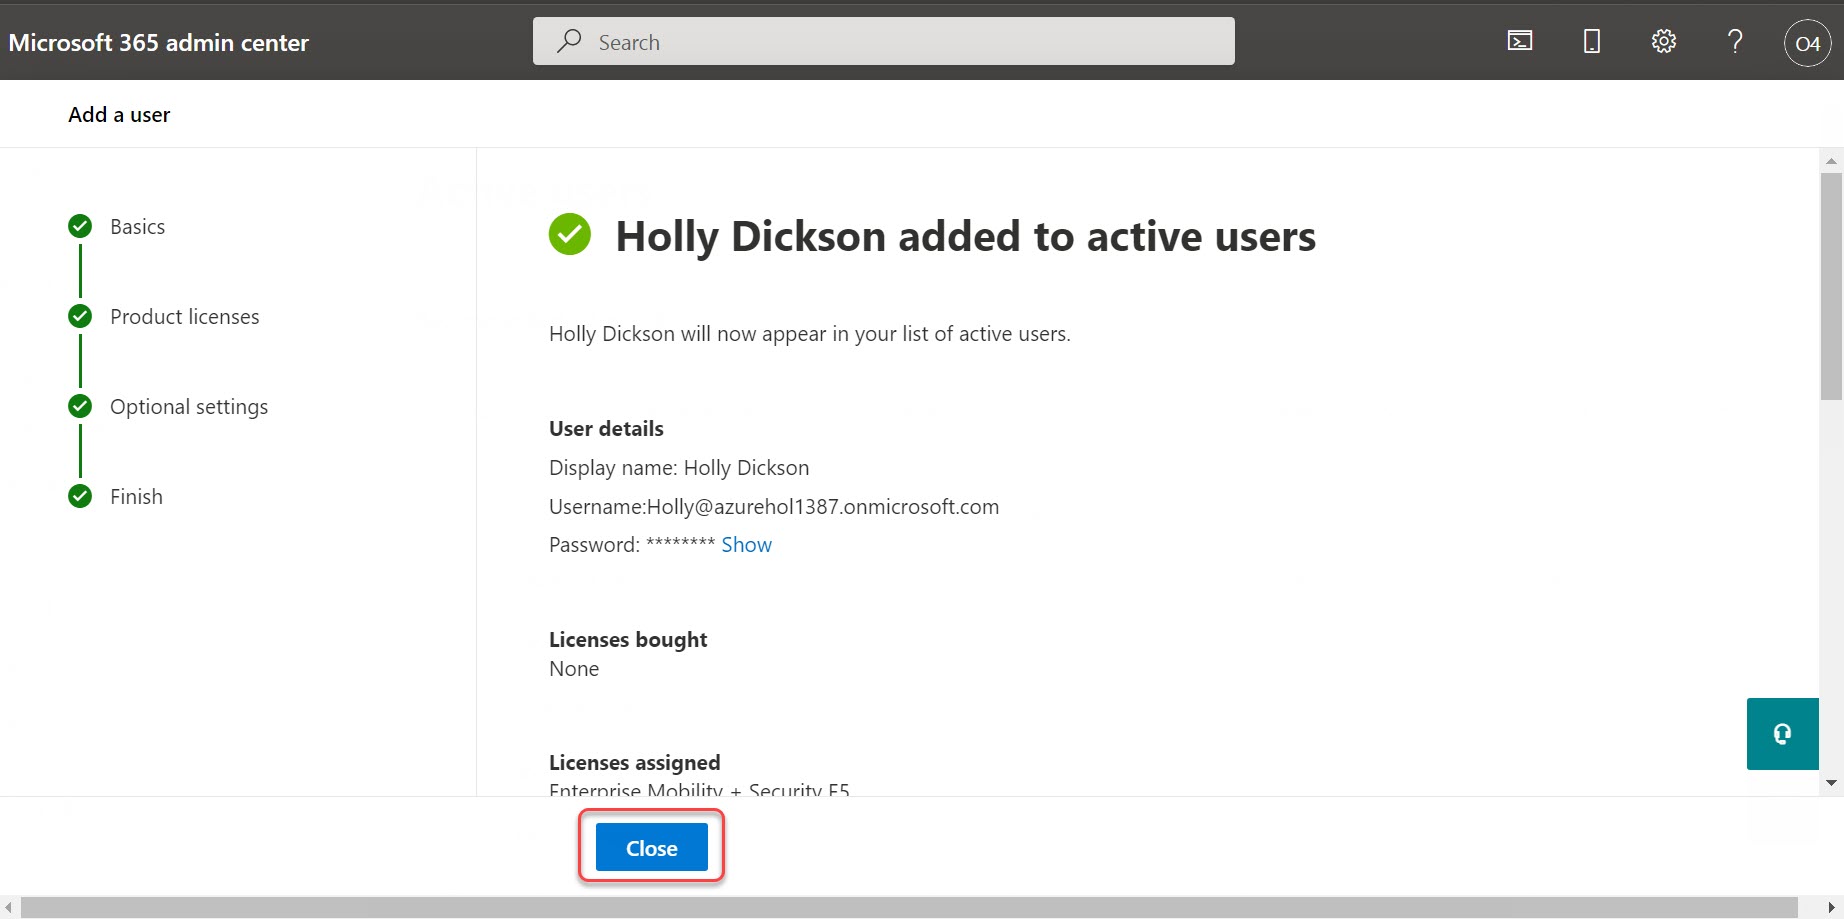 Microsoft 365 admin center
Search
O4
Add a user
Basics
Product licenses
Optional settings
Finish
Holly Dickson added to active users
Holly Dickson will now appear in your list of active users.
User details
Display name: Holly Dickson
Username:Holly@azurehol1387.onmicrosoft.com
Password: ******** Show
Licenses bought
None
Licenses assigned
Enterprise Mobility + Security E5
Close